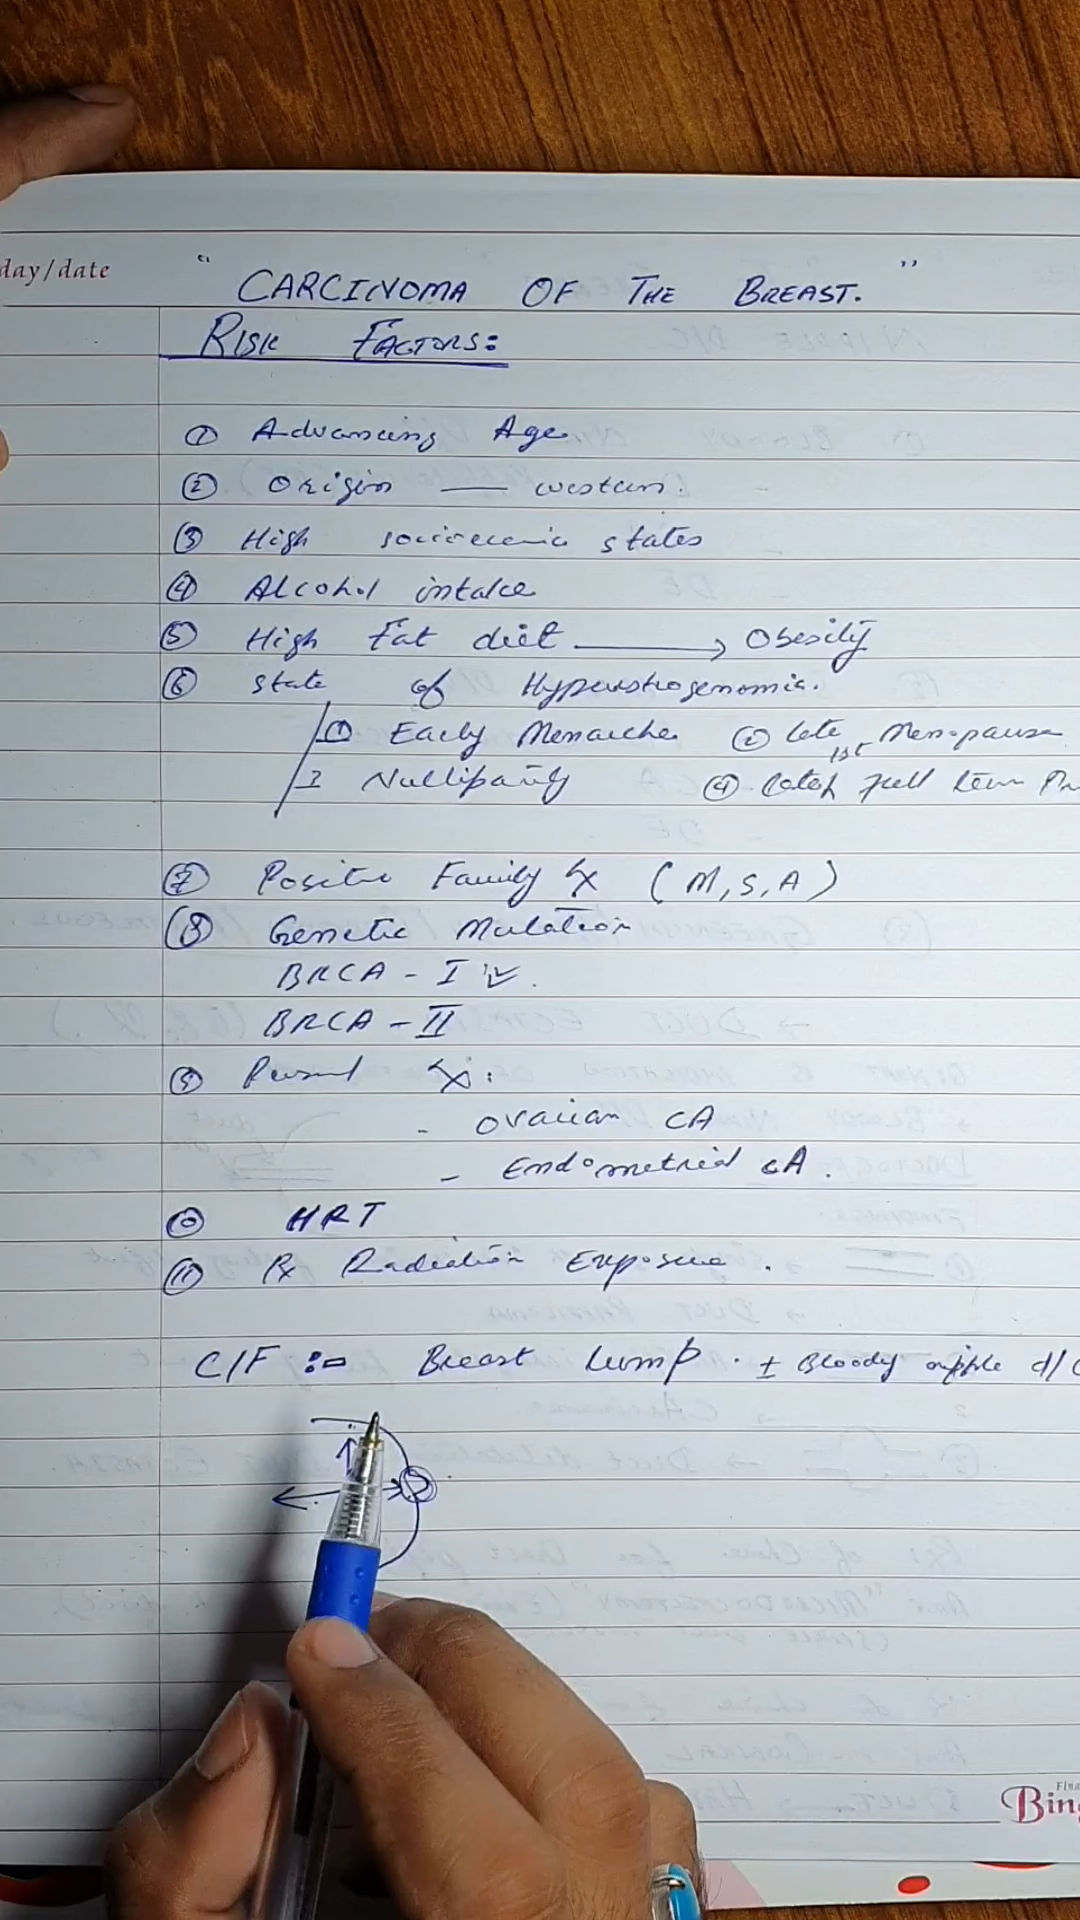 day/date
" CARCINOMA OF THE BREAST. "
RISK FACTORS:
① Advancing Age
② Origin — western.
③ High socioeconomic states
④ Alcohol intake
⑤ High Fat diet → Obesity
⑥ State of Hyperestrogenomia.
① Early Menarche ② Late Menopause
3 Nulliparity ④ Late 1st full term
⑦ Positive Family Hx (M, S, A)
⑧ Genetic Mutation
BRCA - I
BRCA - II
⑨ Personal Hx:
- Ovarian CA
- Endometrial CA.
⑩ HRT
⑪ Rx Radiation Exposure.
C/F :- Breast Lump. ± Bloody nipple d/
Bin